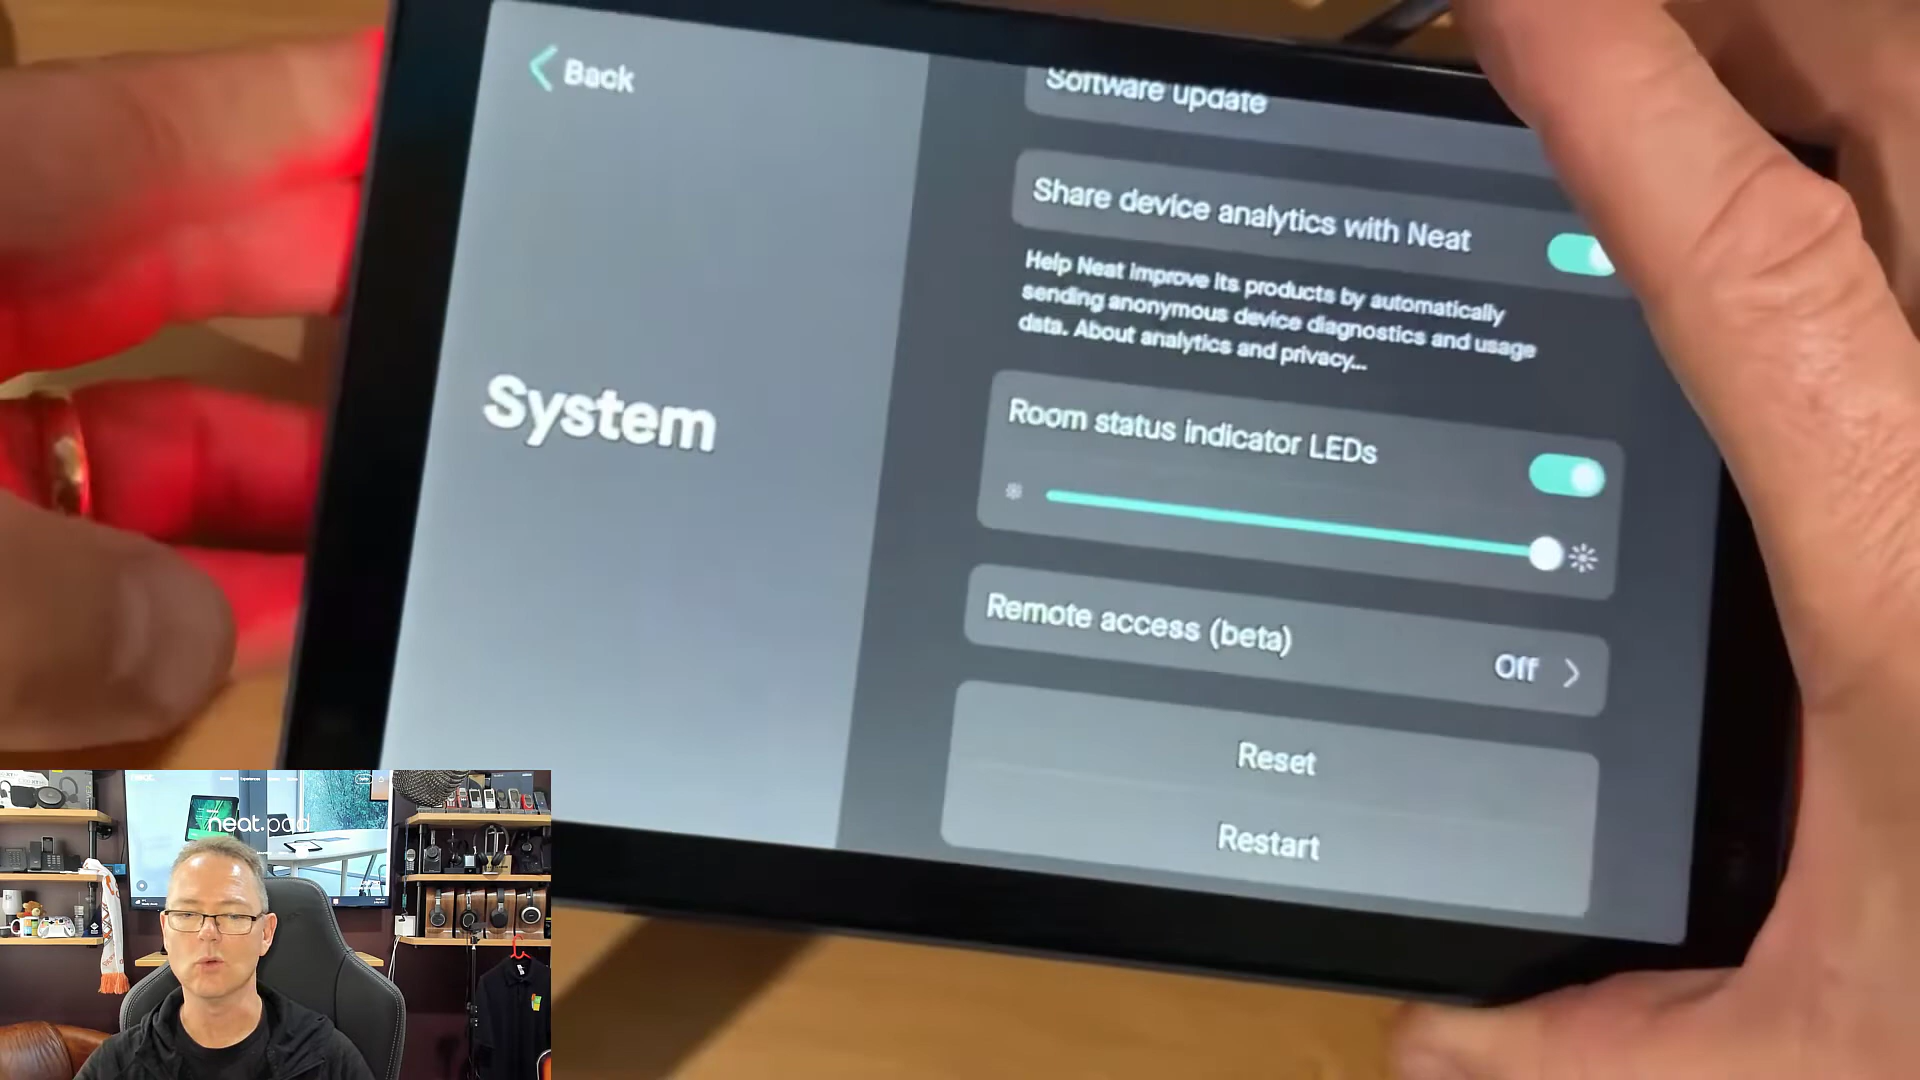 Back
Software update
Share device analytics with Neat
Help Neat improve its products by automatically
sending anonymous device diagnostics and usage
data. About analytics and privacy...
System
Room status indicator LEDs
Remote access (beta)
Off
Reset
Restart
neat.pad